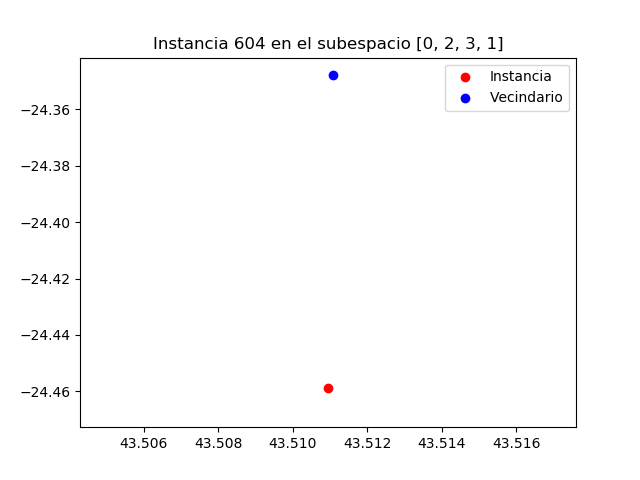 Instancia 604 en el subespacio [0, 2, 3, 1]
Instancia
Vecindario
−24.36
−24.38
−24.40
−24.42
−24.44
−24.46
43.506 43.508 43.510 43.512 43.514 43.516